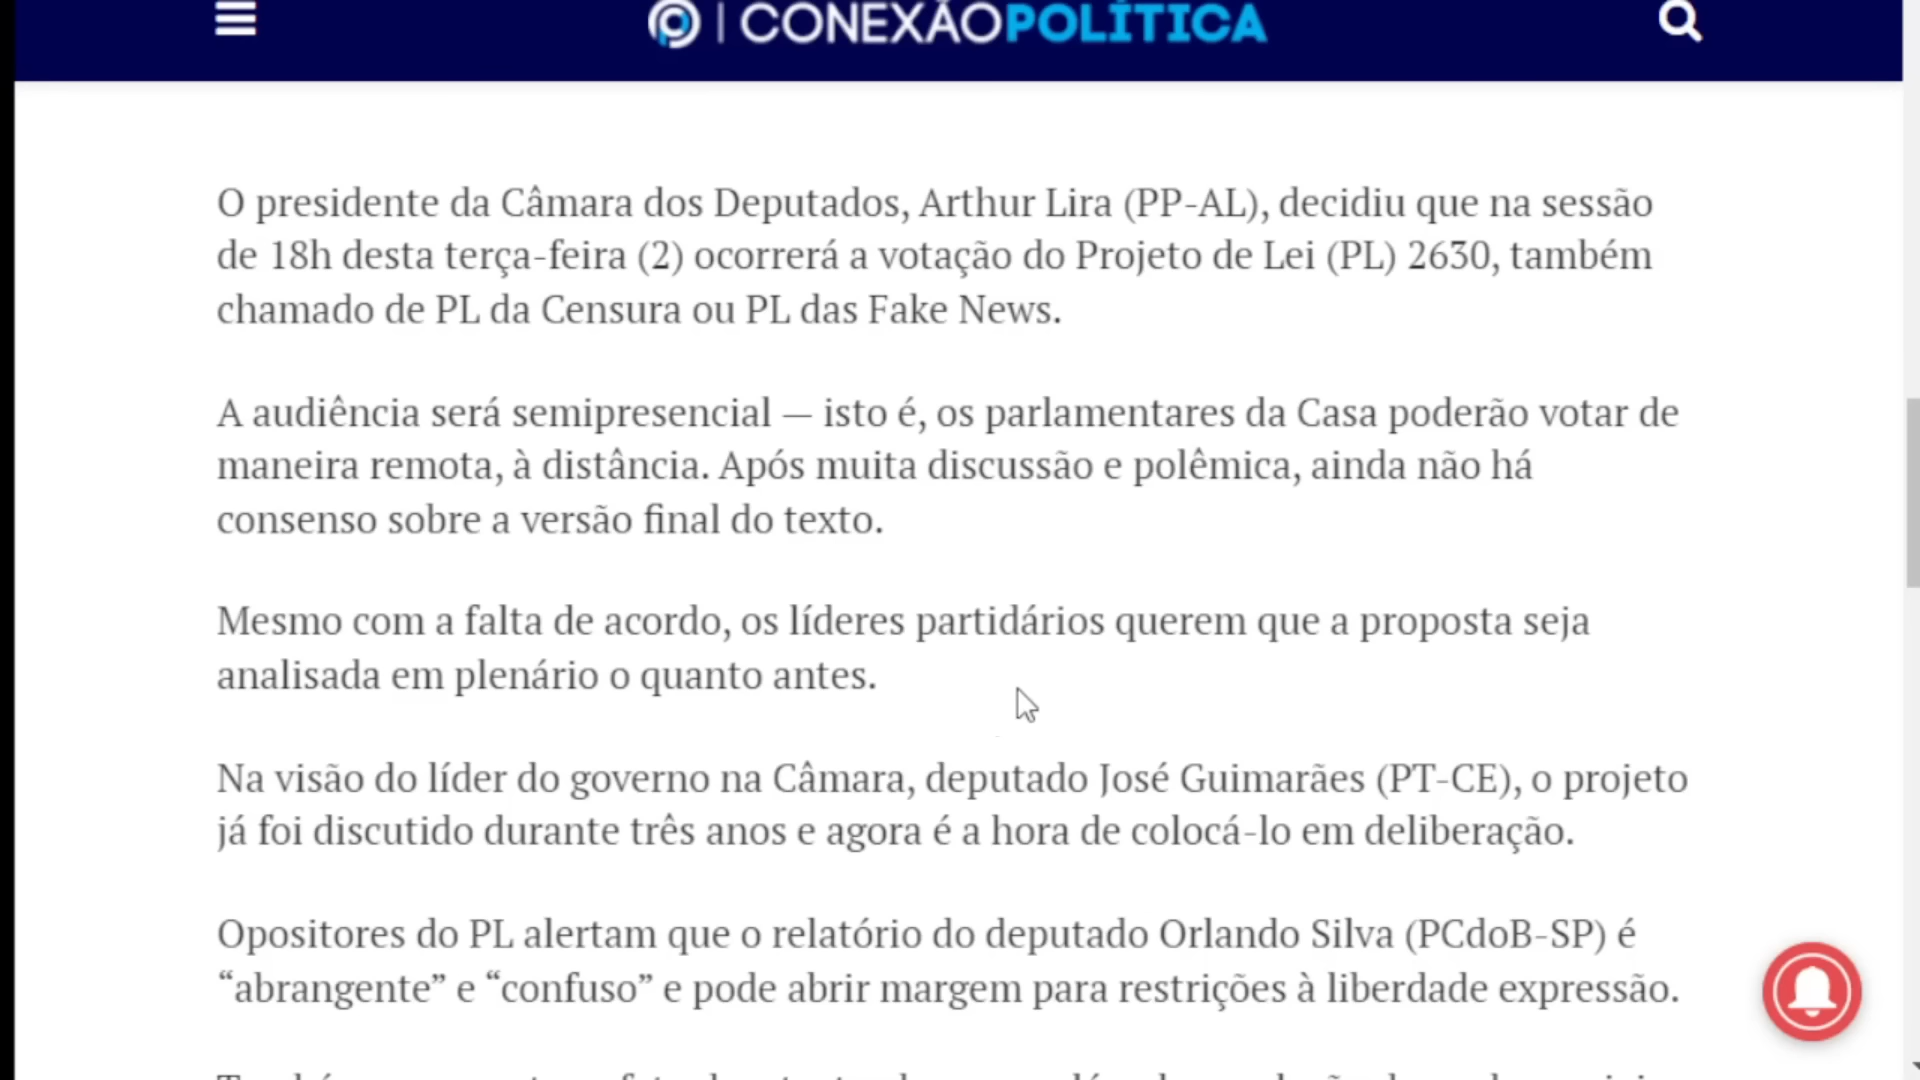 CONEXÃOPOLÍTICA
O presidente da Câmara dos Deputados, Arthur Lira (PP-AL), decidiu que na sessão
de 18h desta terça-feira (2) ocorrerá a votação do Projeto de Lei (PL) 2630, também
chamado de PL da Censura ou PL das Fake News.
A audiência será semipresencial — isto é, os parlamentares da Casa poderão votar de
maneira remota, à distância. Após muita discussão e polêmica, ainda não há
consenso sobre a versão final do texto.
Mesmo com a falta de acordo, os líderes partidários querem que a proposta seja
analisada em plenário o quanto antes.
Na visão do líder do governo na Câmara, deputado José Guimarães (PT-CE), o projeto
já foi discutido durante três anos e agora é a hora de colocá-lo em deliberação.
Opositores do PL alertam que o relatório do deputado Orlando Silva (PCdoB-SP) é
“abrangente” e “confuso” e pode abrir margem para restrições à liberdade expressão.